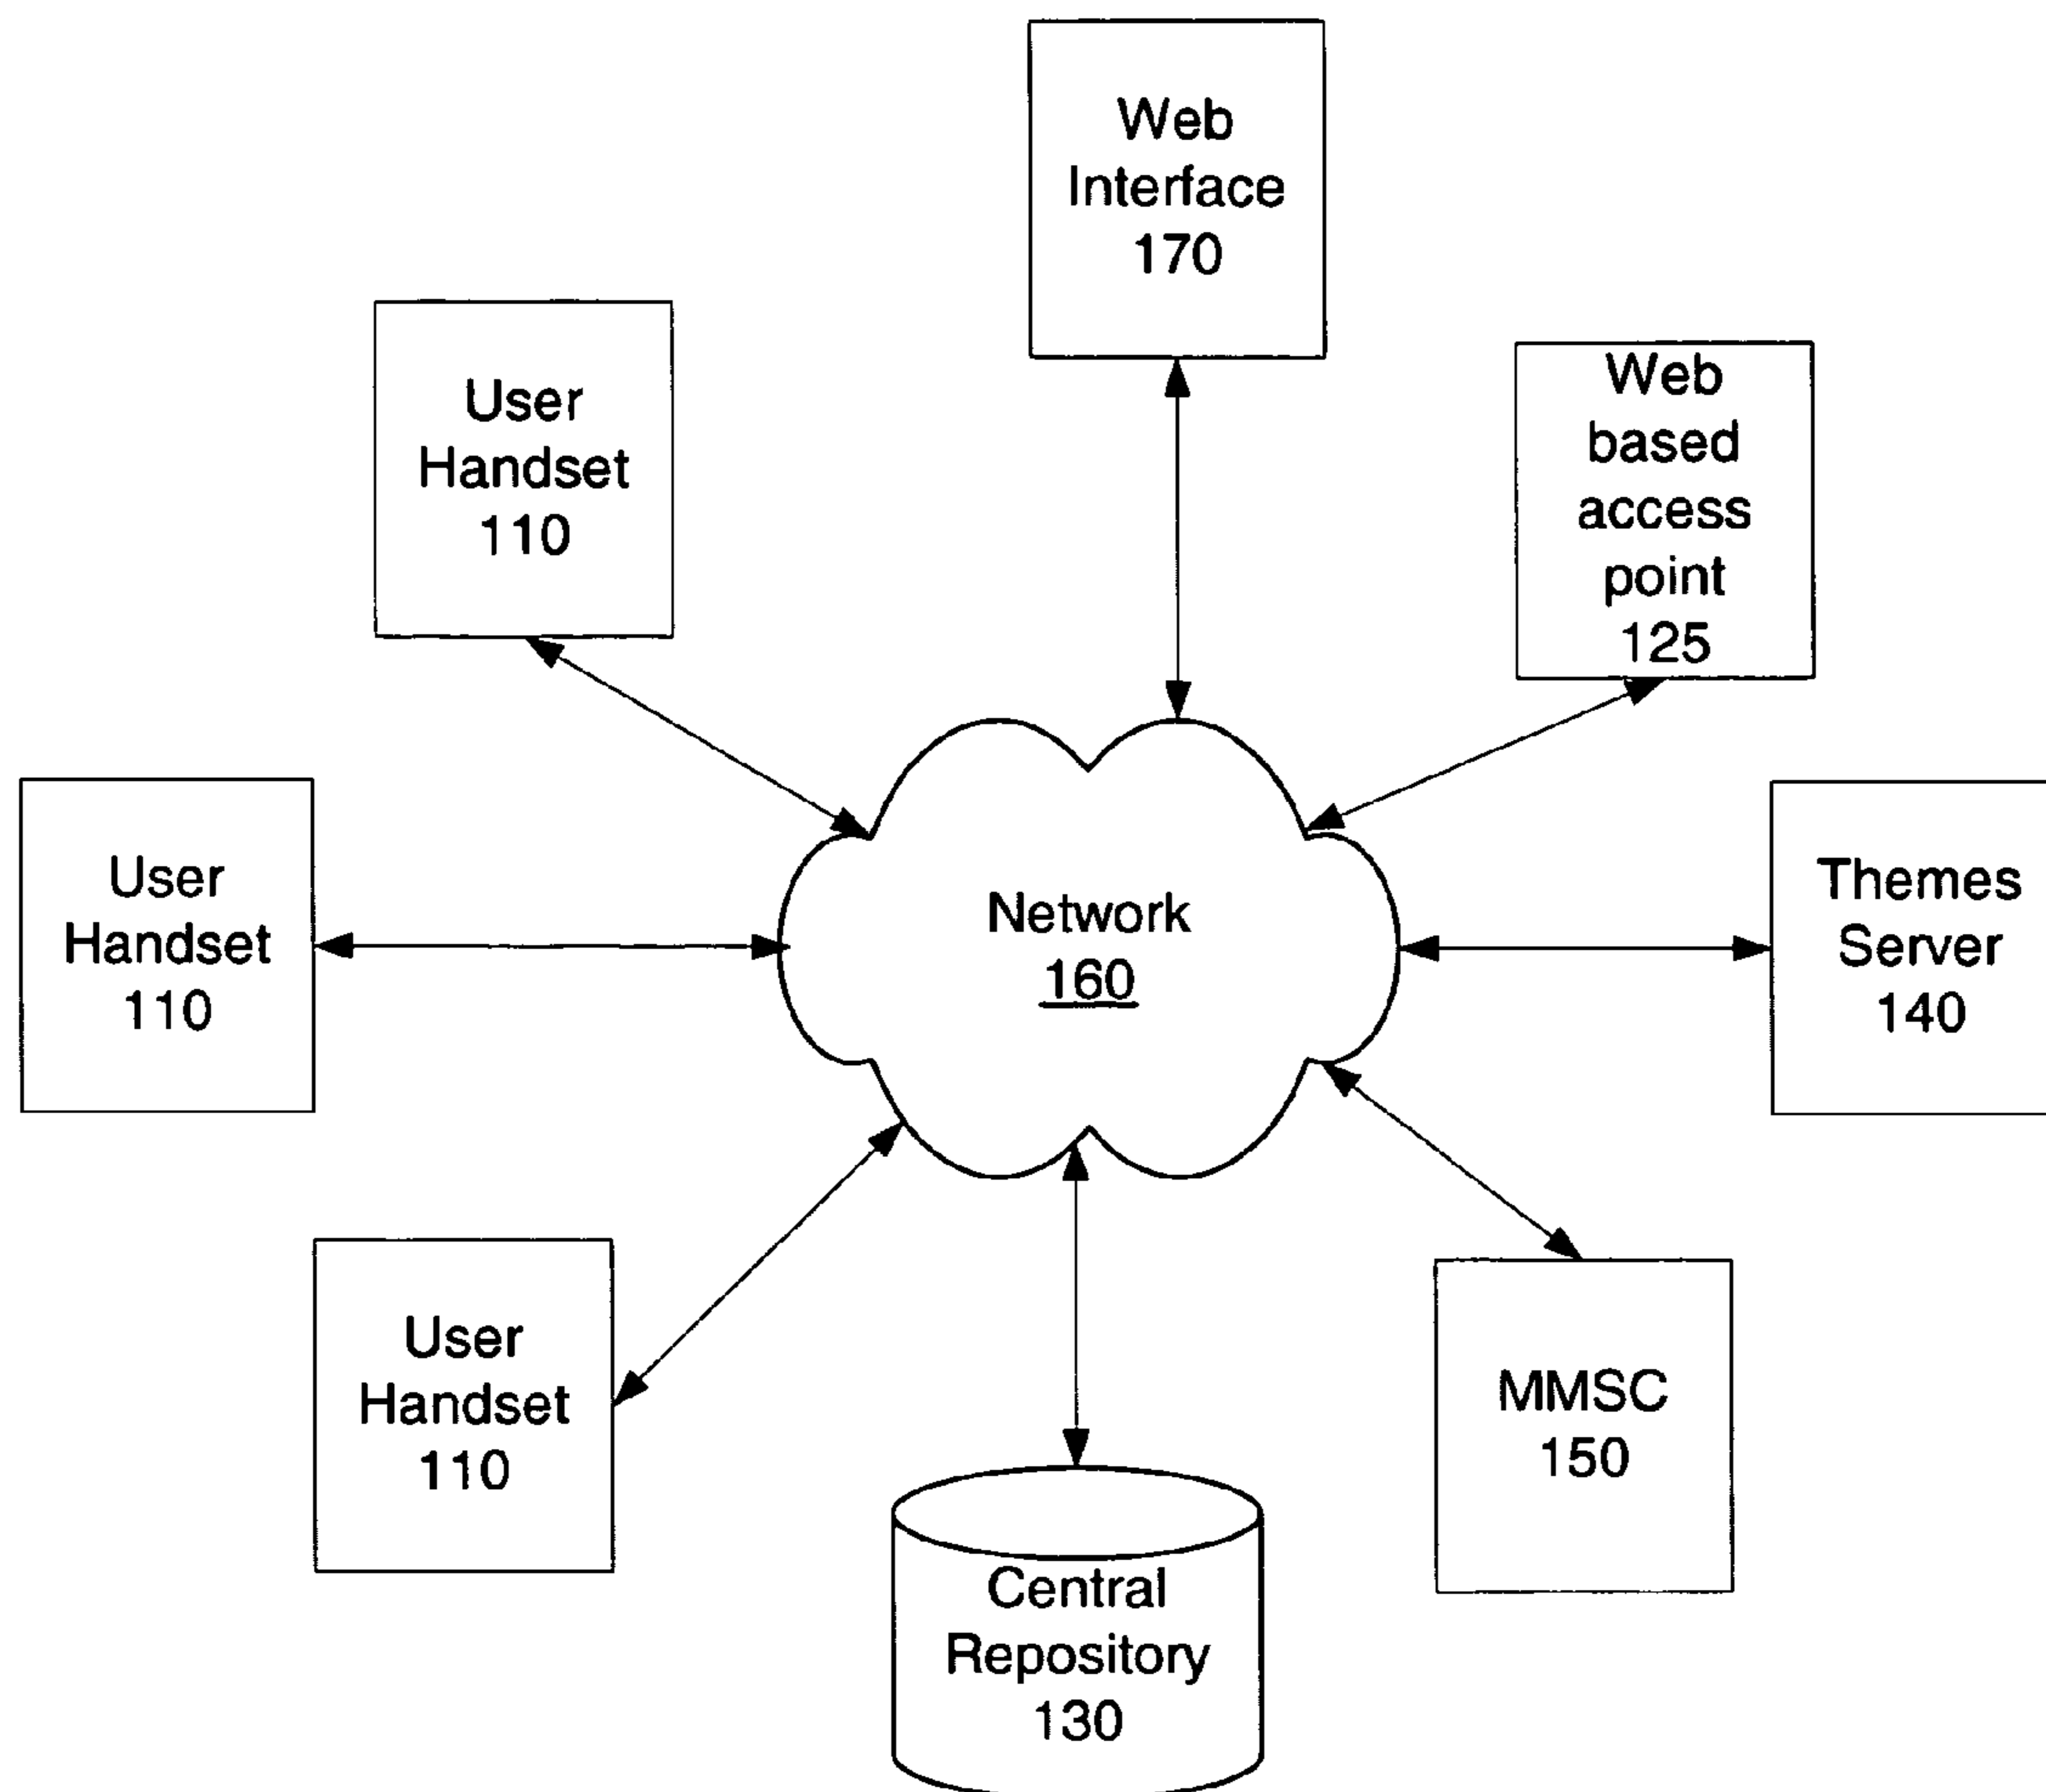 Web
Interface
170
User
Handset
110
Web
based
access
point
125
User
Handset
110
Network
160
Themes
Server
140
User
Handset
110
MMSC
150
Central
Repository
130